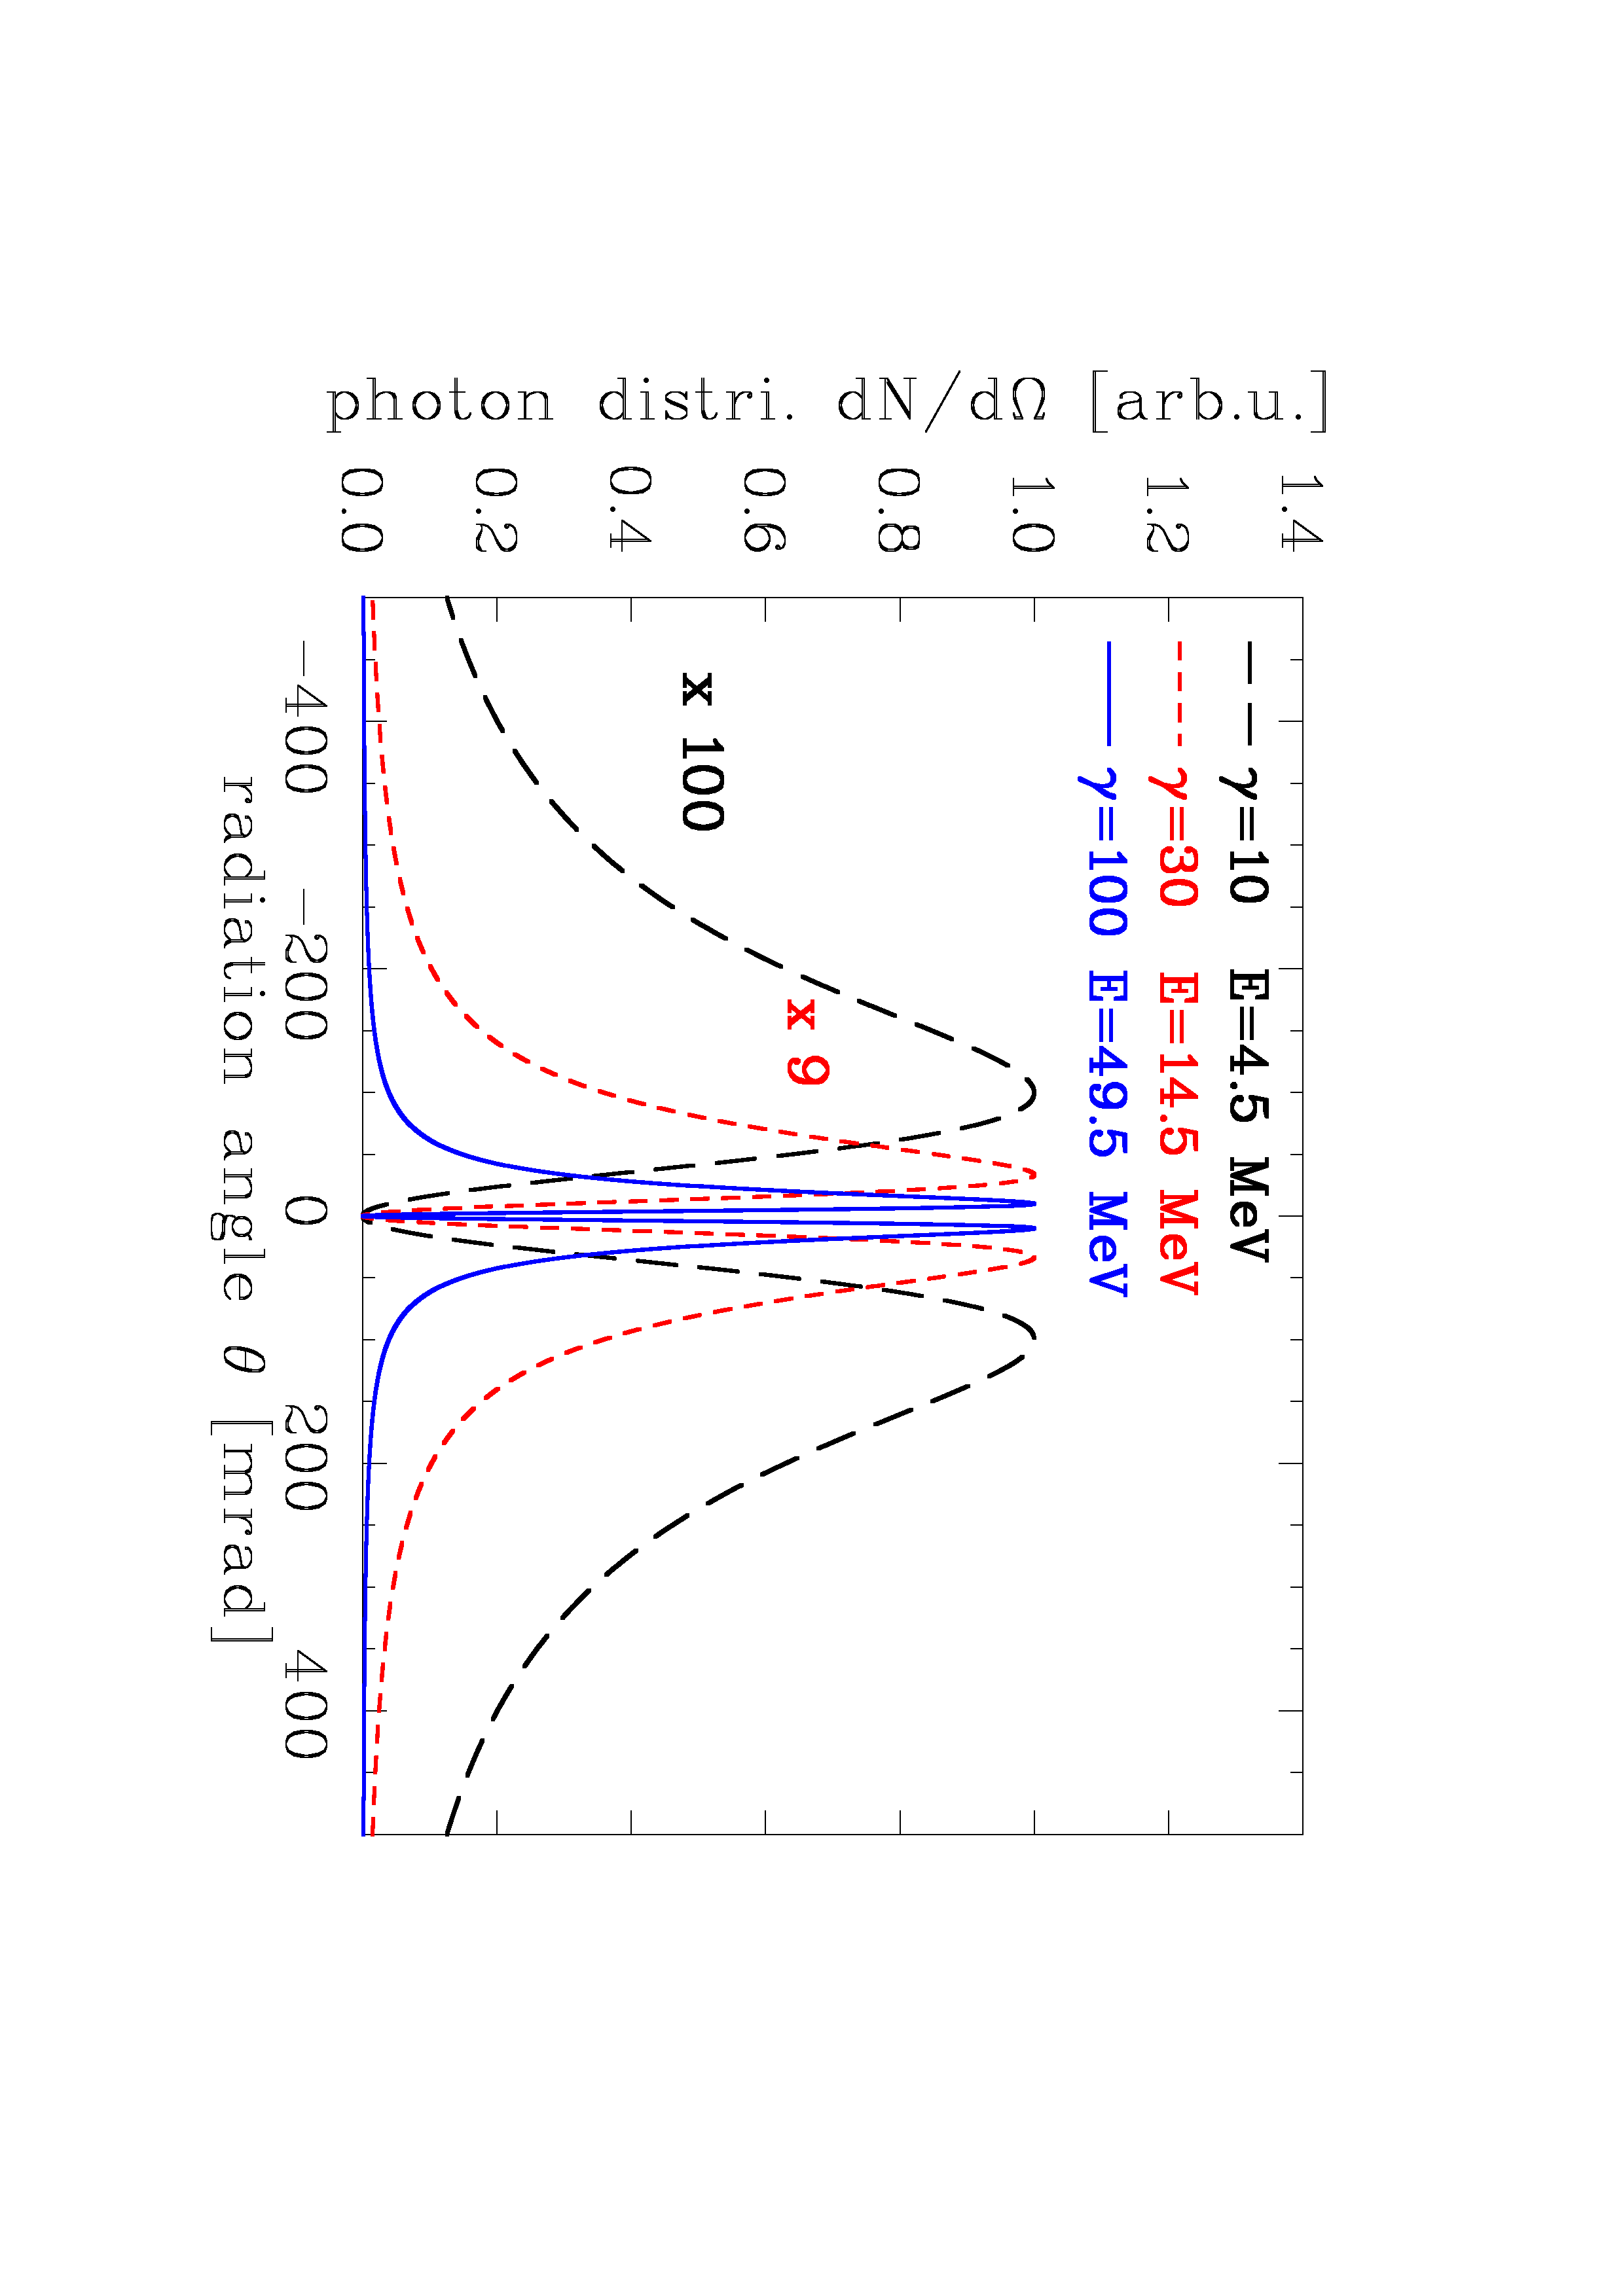 photon distri. dN/dΩ [arb.u.]
1.4
1.2
1.0
0.8
0.6
0.4
0.2
0.0
γ=10 E=4.5 MeV
γ=30 E=14.5 MeV
γ=100 E=49.5 MeV
x 9
x 100
−400 −200 0 200 400
radiation angle θ [mrad]